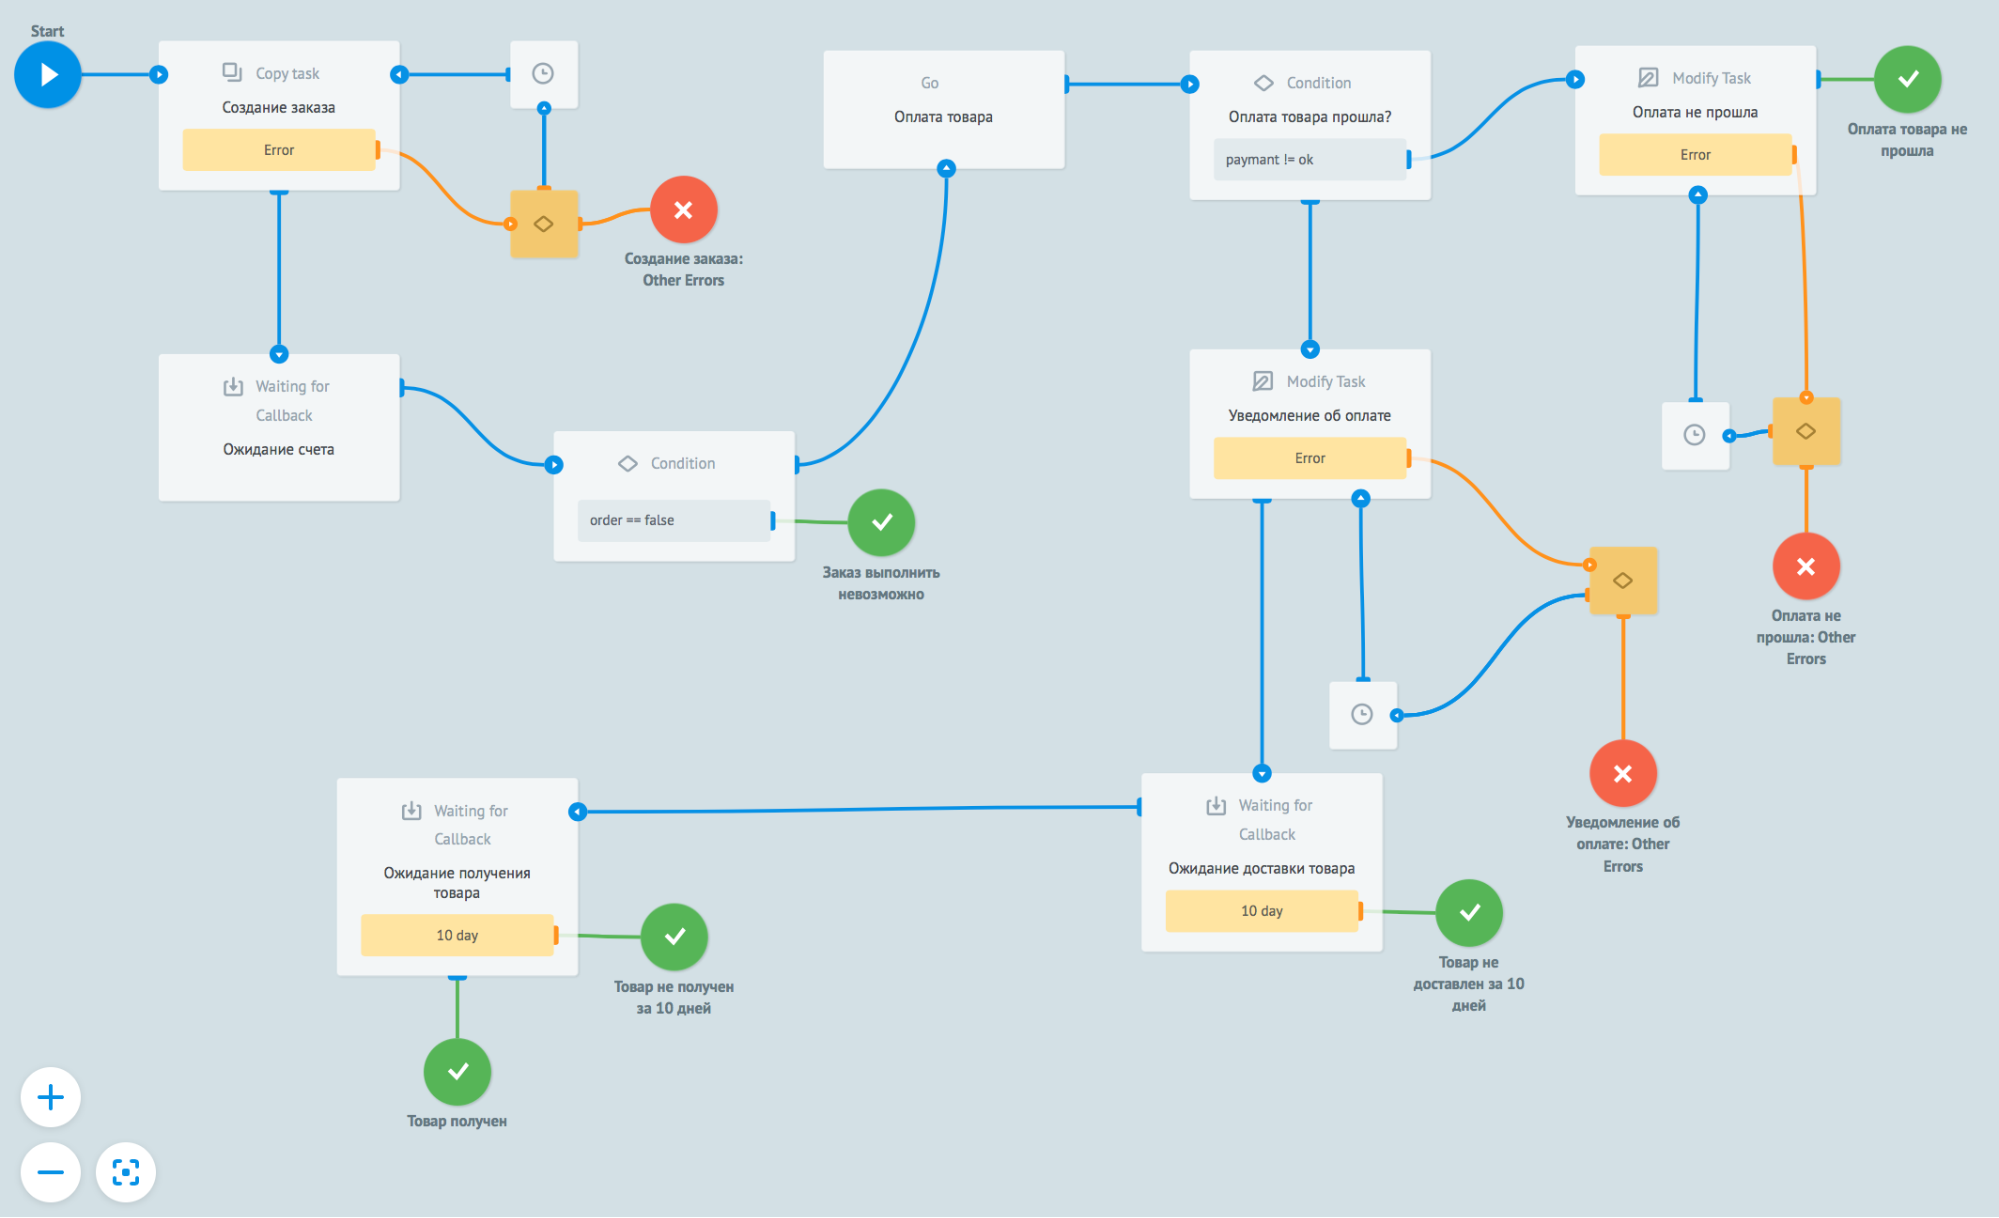 Start
Copy task
Создание заказа
Error
Создание заказа:
Other Errors
Waiting for
Callback
Ожидание счета
Condition
order == false
Заказ выполнить
невозможно
Go
Оплата товара
Condition
Оплата товара прошла?
paymant != ok
Modify Task
Оплата не прошла
Error
Оплата товара не
прошла
Modify Task
Уведомление об оплате
Error
Оплата не
прошла: Other
Errors
Уведомление об
оплате: Other
Errors
Waiting for
Callback
Ожидание доставки товара
10 day
Товар не
доставлен за 10
дней
Waiting for
Callback
Ожидание получения
товара
10 day
Товар не получен
за 10 дней
Товар получен